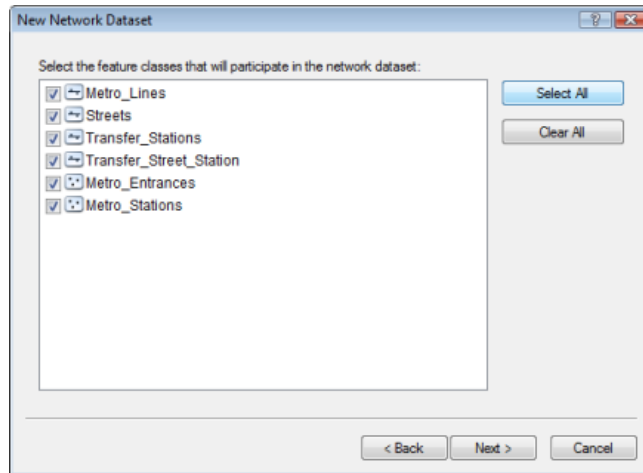 New Network Dataset
Select the feature classes that will participate in the network dataset:
Metro_Lines
Streets
Transfer_Stations
Transfer_Street_Station
Metro_Entrances
Metro_Stations
Select All
Clear All
< Back
Next >
Cancel